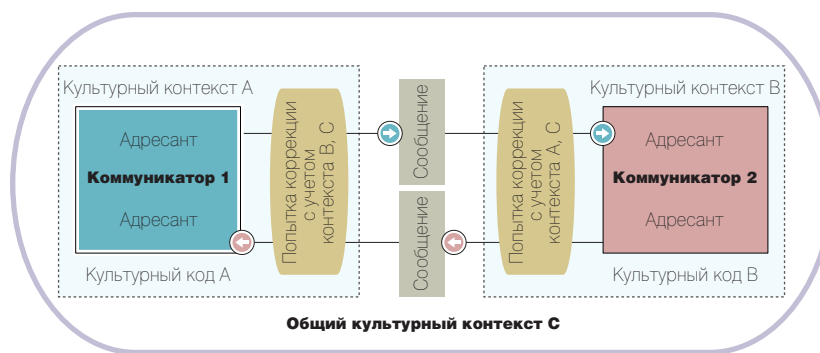 Культурный контекст А
Адресант
Коммуникатор 1
Адресант
Культурный код А
Попытка коррекции
с учетом
контекста В, С
Сообщение
Сообщение
Попытка коррекции
с учетом
контекста А, С
Культурный контекст В
Адресант
Коммуникатор 2
Адресант
Культурный код В
Общий культурный контекст С